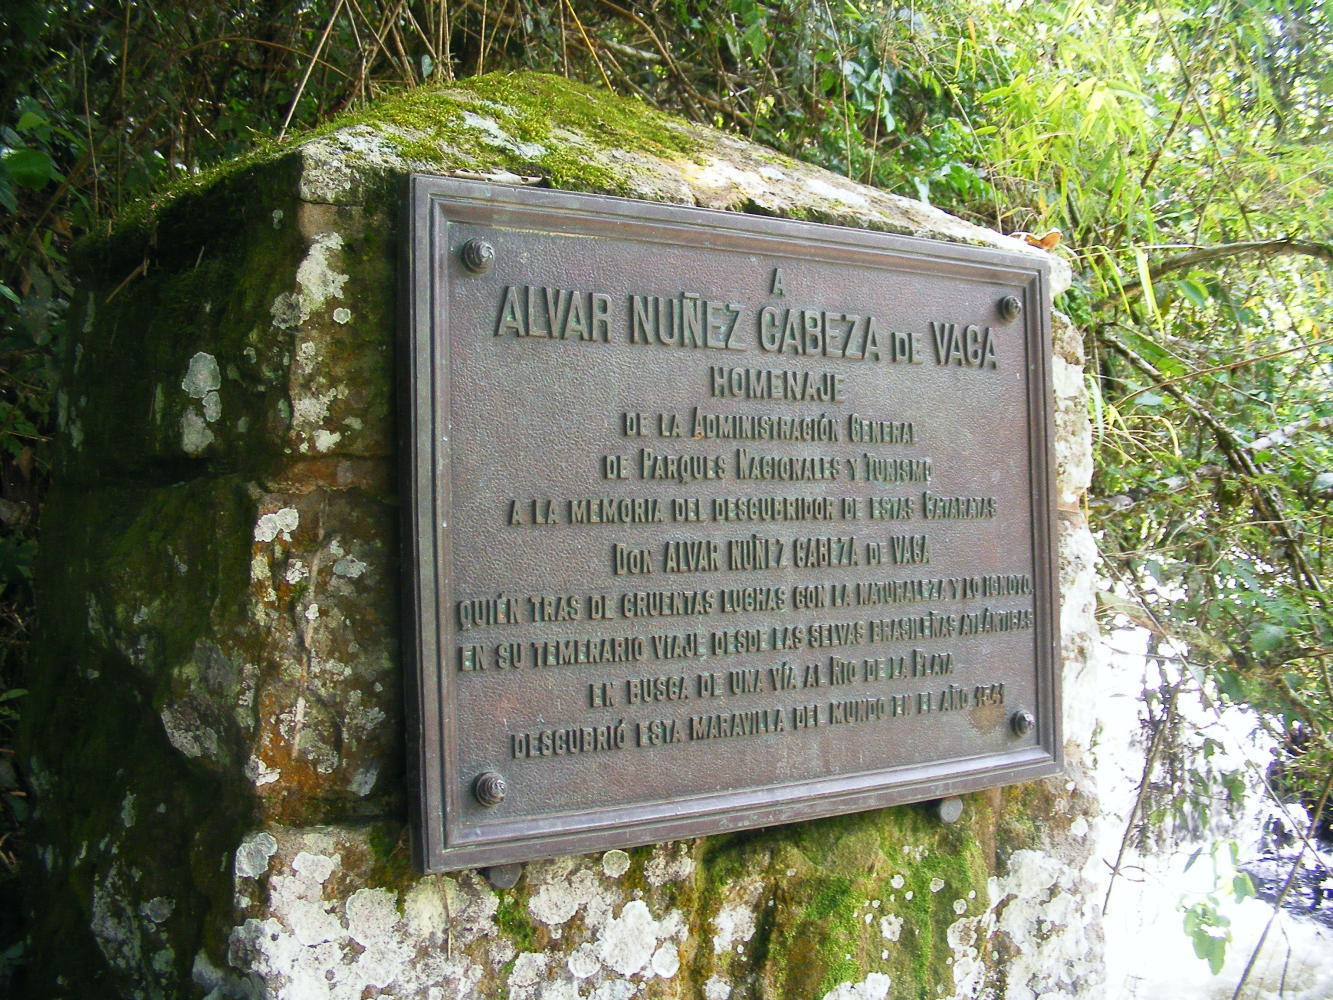 A
ALVAR NUÑEZ CABEZA DE VACA
HOMENAJE
DE LA ADMINISTRACIÓN GENERAL
DE PARQUES NACIONALES Y TURISMO
A LA MEMORIA DEL DESCUBRIDOR DE ESTAS CATARATAS
DON ALVAR NUÑEZ CABEZA DE VACA
QUIÉN TRAS DE CRUENTAS LUCHAS CON LA NATURALEZA Y LO IGNOTO,
EN SU TEMERARIO VIAJE DESDE LAS SELVAS BRASILEÑAS ATLÁNTIBAS
EN BUSCA DE UNA VÍA AL RIO DE LA PLATA
DESCUBRIÓ ESTA MARAVILLA DEL MUNDO EN EL AÑO 1541